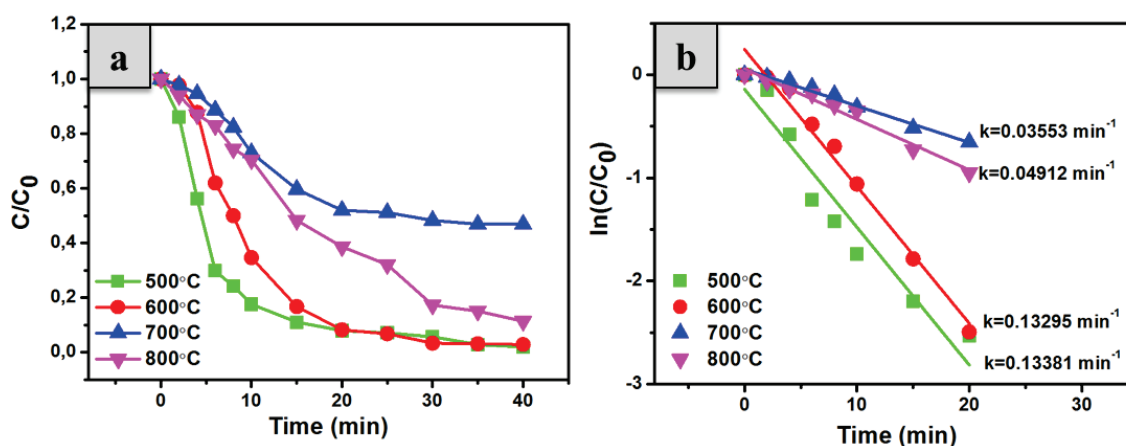 a
1,2
1,0
0,8
0,6
0,4
0,2
0,0
C/C0
500°C
600°C
700°C
800°C
0 10 20 30 40
Time (min)
b
0
-1
-2
-3
ln(C/C0)
k=0.03553 min-1
k=0.04912 min-1
k=0.13295 min-1
k=0.13381 min-1
500°C
600°C
700°C
800°C
0 10 20 30
Time (min)